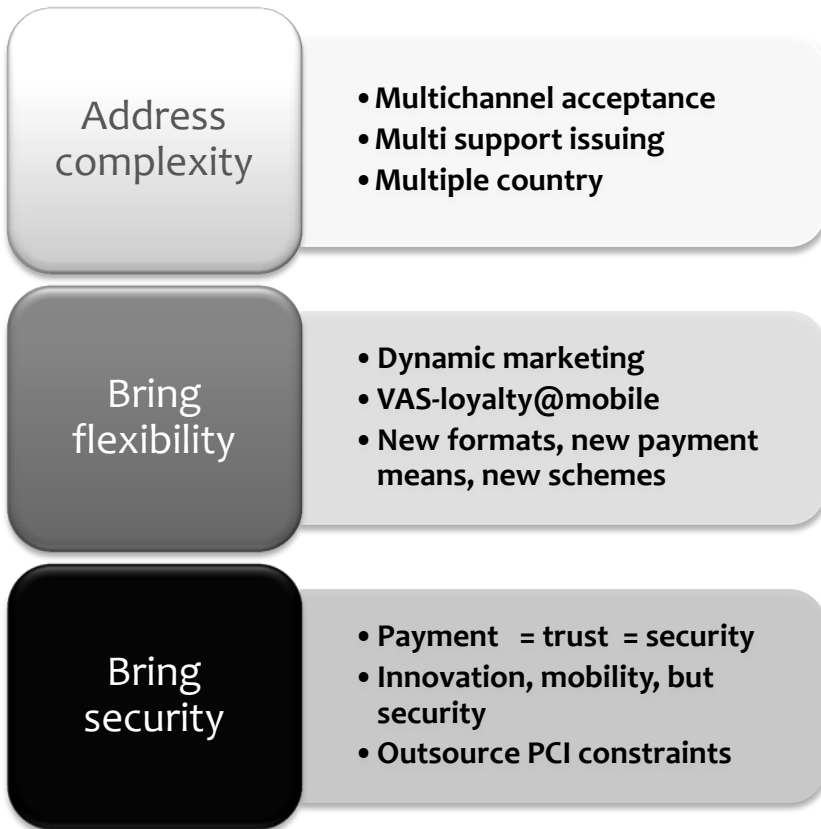 Address
complexity
• Multichannel acceptance
• Multi support issuing
• Multiple country
Bring
flexibility
• Dynamic marketing
• VAS-loyalty@mobile
• New formats, new payment
means, new schemes
Bring
security
• Payment = trust = security
• Innovation, mobility, but
security
• Outsource PCI constraints